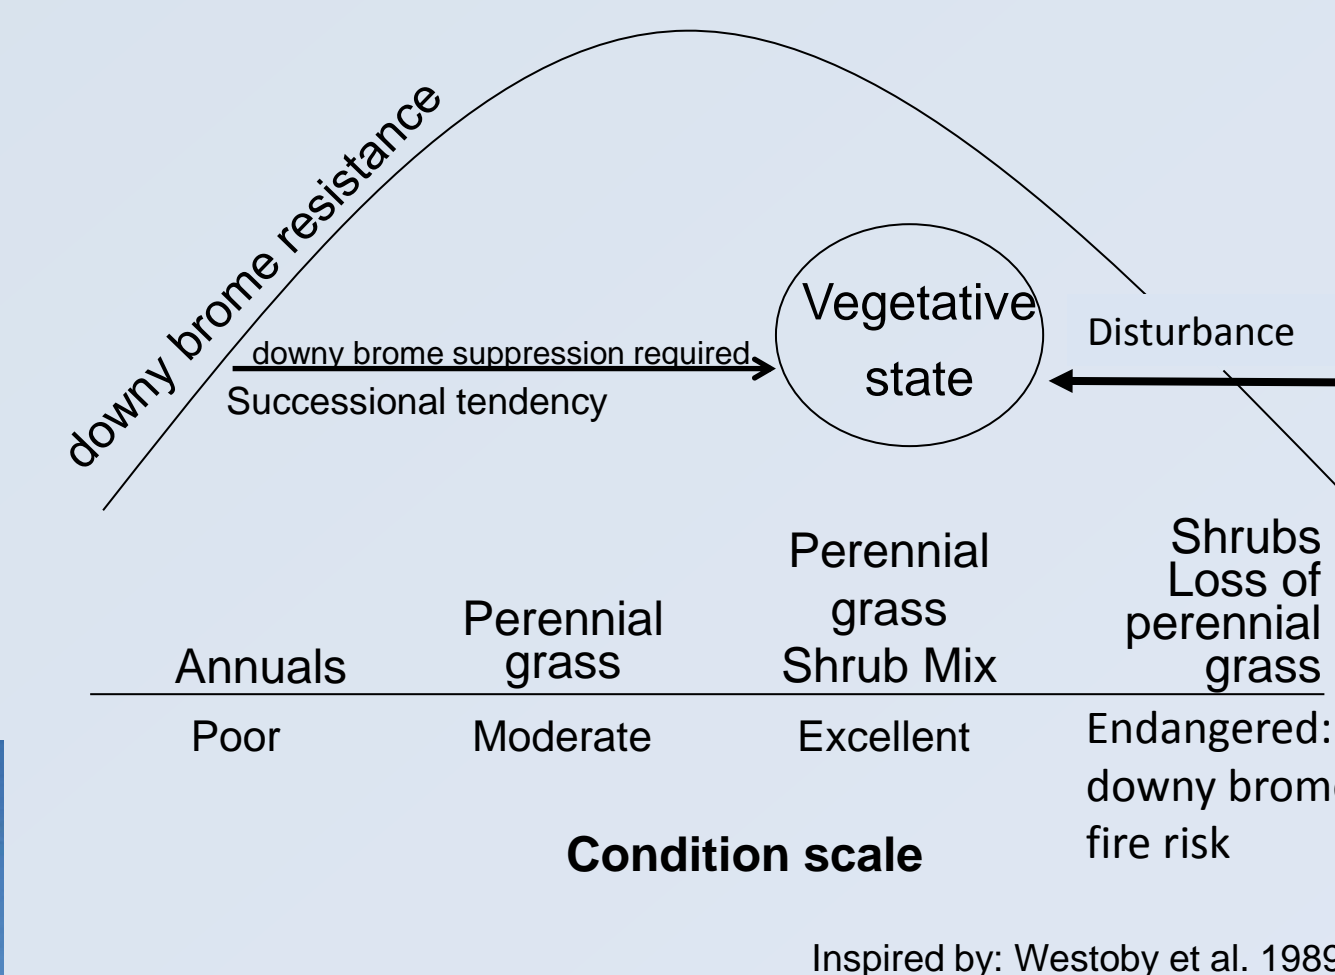 downy brome resistance
Vegetative
state
Disturbance
downy brome suppression required
Successional tendency
Annuals
Perennial
grass
Perennial
grass
Shrub Mix
Shrubs
Loss of
perennial
grass
Poor
Moderate
Excellent
Endangered:
downy brome
fire risk
Condition scale
Inspired by: Westoby et al. 1989